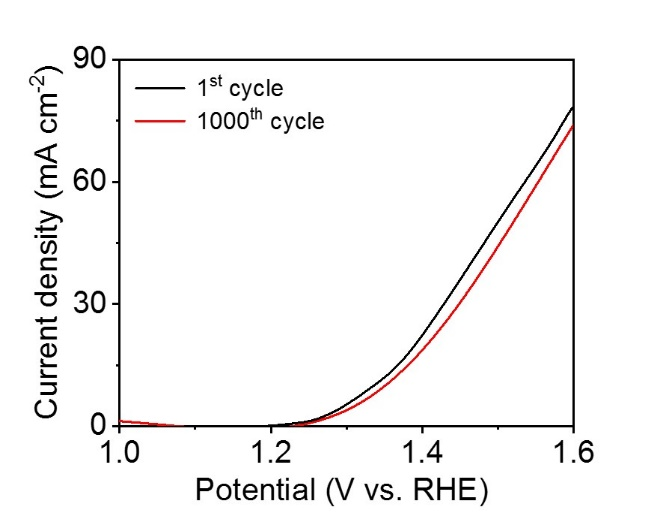 90
1st cycle
1000th cycle
60
30
0
1.0 1.2 1.4 1.6
Potential (V vs. RHE)
Current density (mA cm-2)